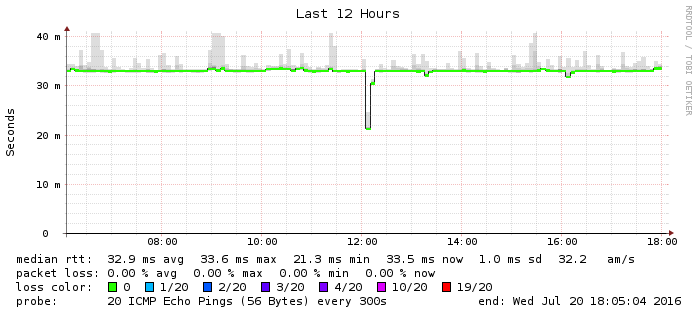 Last 12 Hours
RRDTOOL / TOBI OETIKER
Seconds
40 m
30 m
20 m
10 m
0
08:00 10:00 12:00 14:00 16:00 18:00
median rtt: 32.9 ms avg 33.6 ms max 21.3 ms min 33.5 ms now 1.0 ms sd 32.2 am/s
packet loss: 0.00 % avg 0.00 % max 0.00 % min 0.00 % now
loss color: 0 1/20 2/20 3/20 4/20 10/20 19/20
probe: 20 ICMP Echo Pings (56 Bytes) every 300s end: Wed Jul 20 18:05:04 2016